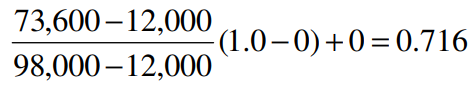 73,600 – 12,000
(1.0 – 0) + 0 = 0.716
98,000 – 12,000